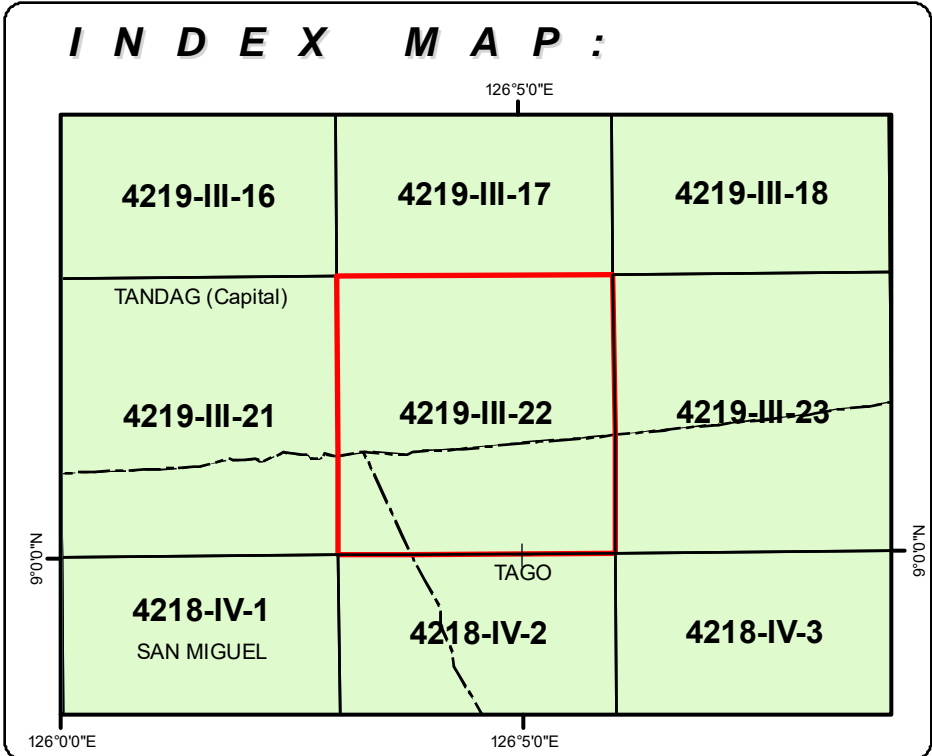 INDEX MAP:
126°5'0"E
4219-III-16
4219-III-17
4219-III-18
TANDAG (Capital)
4219-III-21
4219-III-22
4219-III-23
9°0'0"N
9°0'0"N
TAGO
4218-IV-1
4218-IV-2
4218-IV-3
SAN MIGUEL
126°0'0"E
126°5'0"E